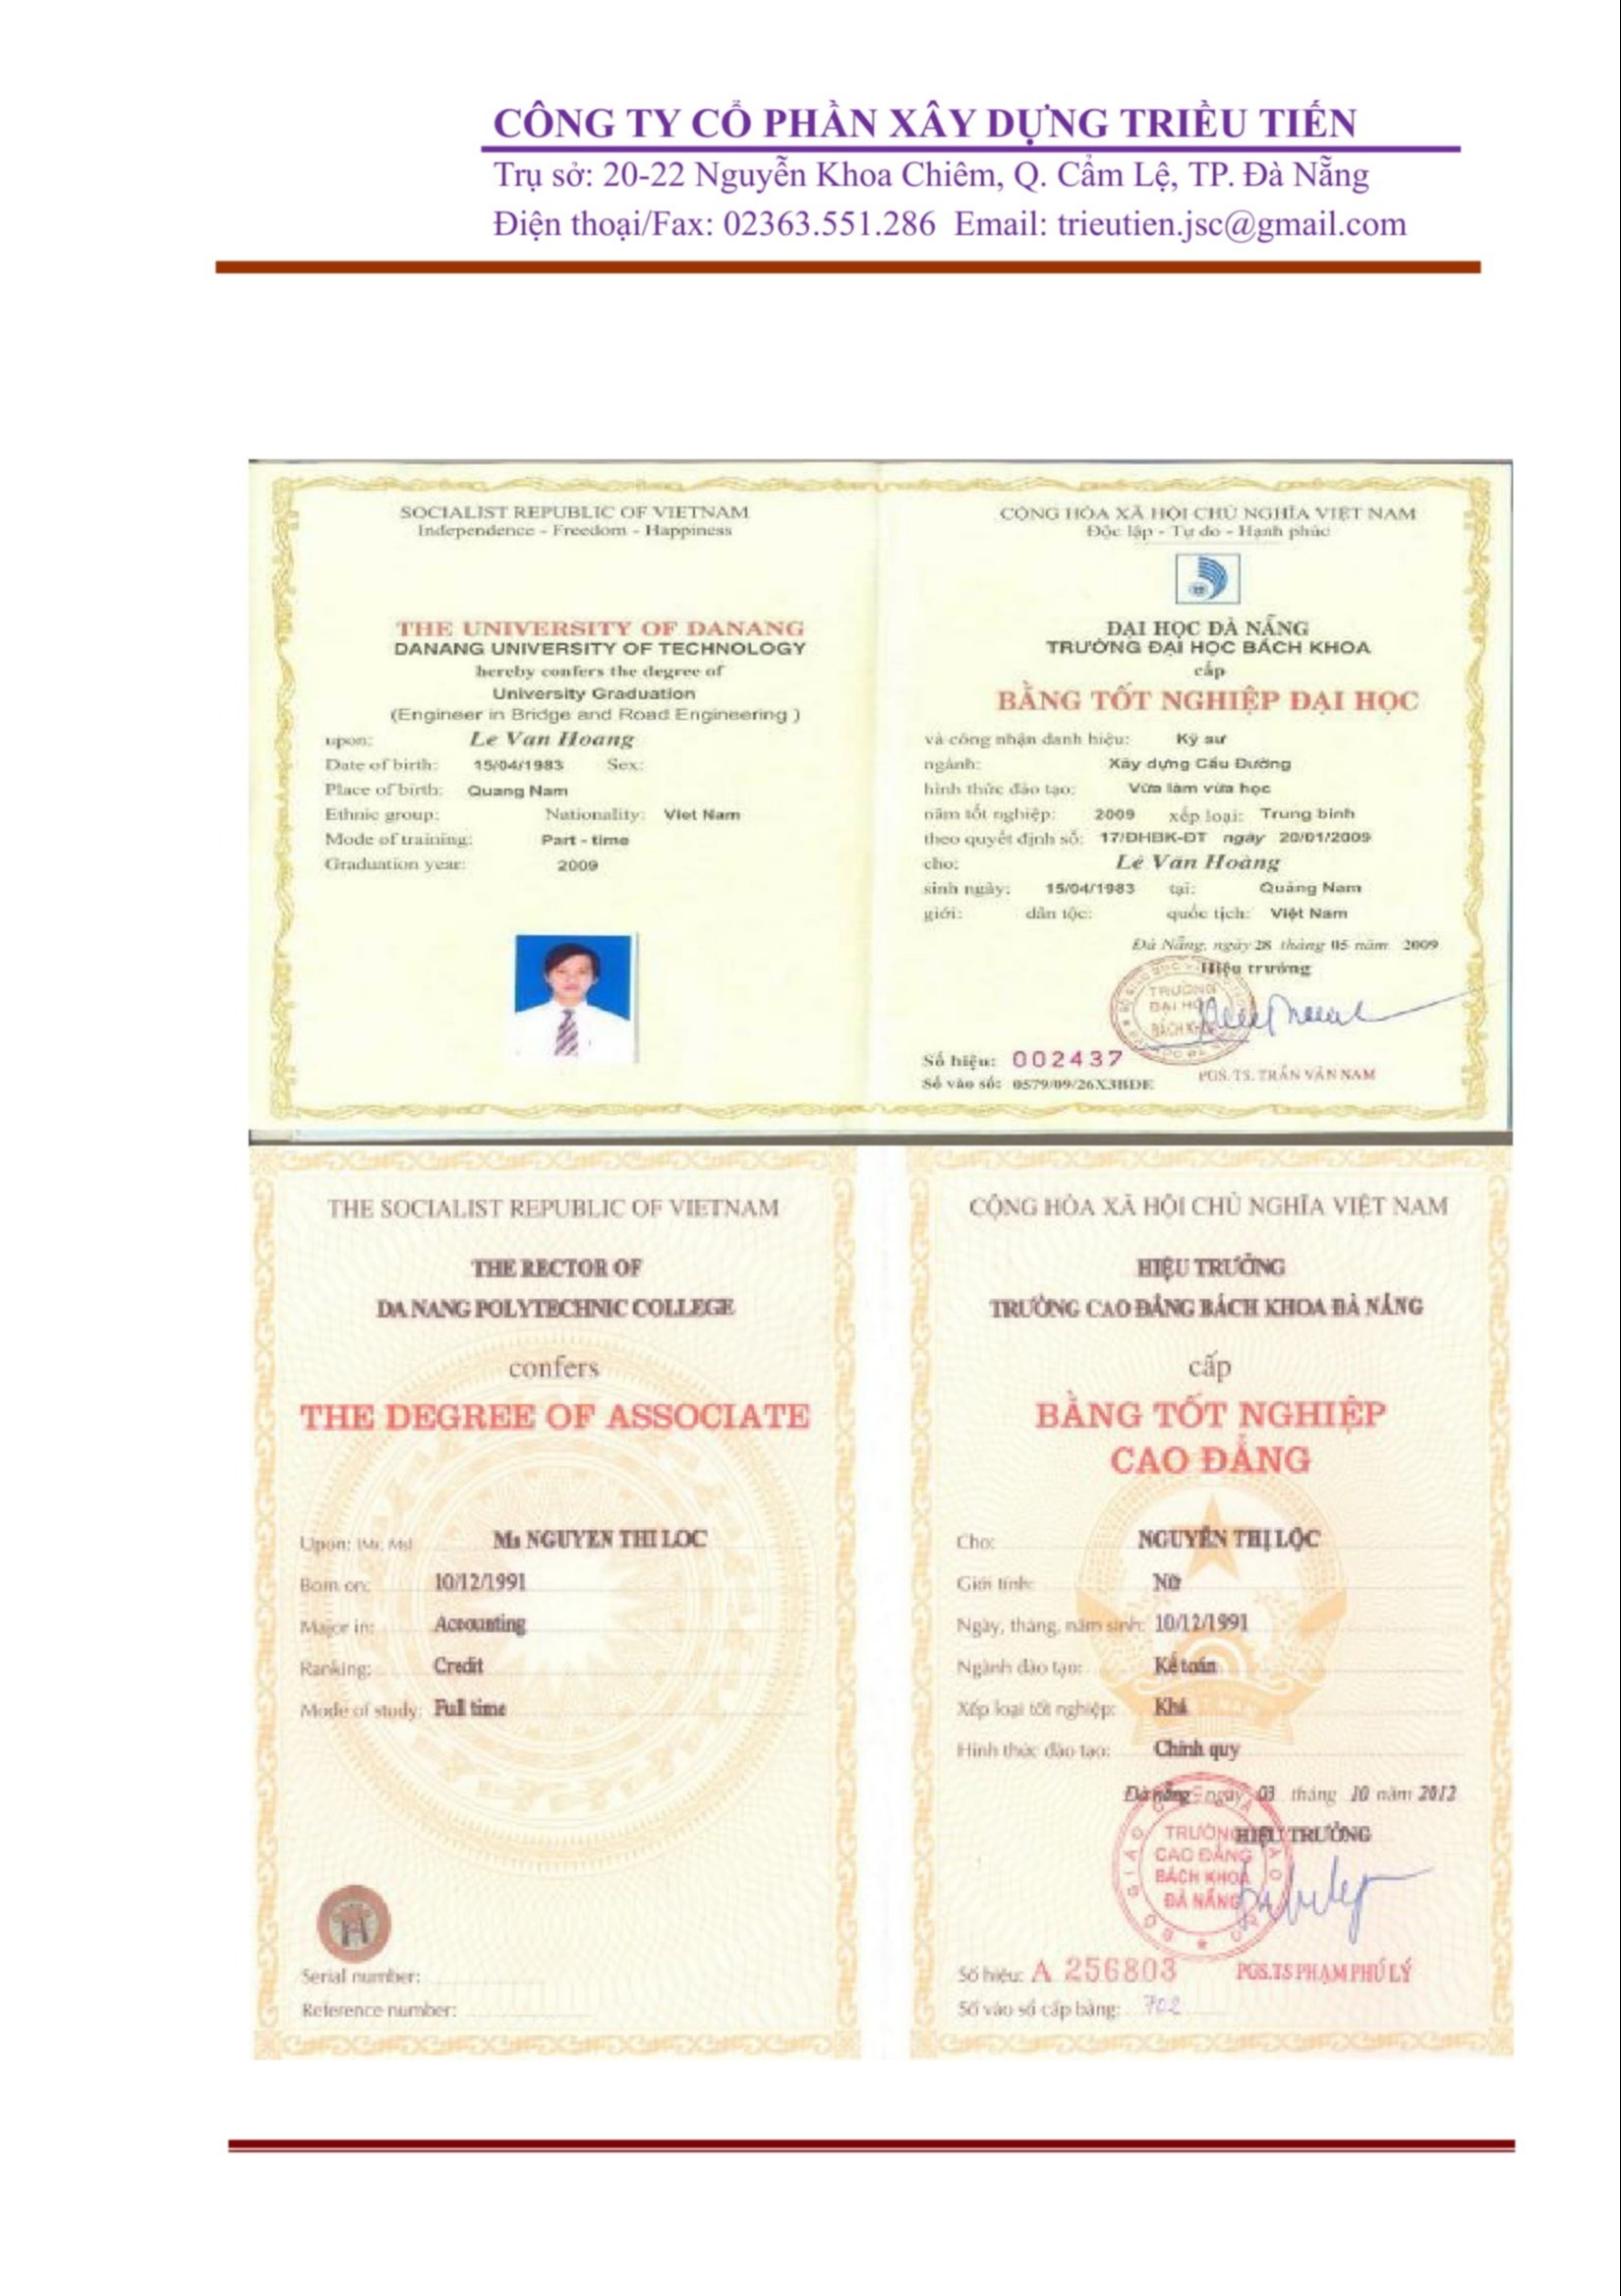 CÔNG TY CỔ PHẦN XÂY DỰNG TRIỀU TIẾN
Trụ sở: 20-22 Nguyễn Khoa Chiêm, Q. Cẩm Lệ, TP. Đà Nẵng
Điện thoại/Fax: 02363.551.286 Email: trieutien.jsc@gmail.com
SOCIALIST REPUBLIC OF VIETNAM
Independence - Freedom - Happiness
THE UNIVERSITY OF DANANG
DANANG UNIVERSITY OF TECHNOLOGY
hereby confers the degree of
University Graduation
(Engineer in Bridge and Road Engineering )
upon: Le Van Hoang
Date of birth: 15/04/1983 Sex:
Place of birth: Quang Nam
Ethnic group: Nationality: Viet Nam
Mode of training: Part - time
Graduation year: 2009
CỘNG HÒA XÃ HỘI CHỦ NGHĨA VIỆT NAM
Độc lập - Tự do - Hạnh phúc
ĐẠI HỌC ĐÀ NẴNG
TRƯỜNG ĐẠI HỌC BÁCH KHOA
cấp
BẰNG TỐT NGHIỆP ĐẠI HỌC
và công nhận danh hiệu: Kỹ sư
ngành: Xây dựng Cầu Đường
hình thức đào tạo: Vừa làm vừa học
năm tốt nghiệp: 2009 xếp loại: Trung bình
theo quyết định số: 17/ĐHBK-ĐT ngày 20/01/2009
cho: Lê Văn Hoàng
sinh ngày: 15/04/1983 tại: Quảng Nam
giới: dân tộc: quốc tịch: Việt Nam
Đà Nẵng, ngày 28 tháng 05 năm 2009
Hiệu trưởng
TRƯỜNG
ĐẠI HỌC
BÁCH KHOA
Số hiệu: 002437
Số vào sổ: 0579/09/26X3BDE
PGS.TS. TRẦN VĂN NAM
THE SOCIALIST REPUBLIC OF VIETNAM
THE RECTOR OF
DA NANG POLYTECHNIC COLLEGE
confers
THE DEGREE OF ASSOCIATE
Upon: (Mr, Ms) Ms NGUYEN THI LOC
Born on: 10/12/1991
Major in: Accounting
Ranking: Credit
Mode of study: Full time
Serial number:
Reference number:
CỘNG HÒA XÃ HỘI CHỦ NGHĨA VIỆT NAM
HIỆU TRƯỞNG
TRƯỜNG CAO ĐẲNG BÁCH KHOA ĐÀ NẴNG
cấp
BẰNG TỐT NGHIỆP
CAO ĐẲNG
Cho: NGUYỄN THỊ LỘC
Giới tính: Nữ
Ngày, tháng, năm sinh: 10/12/1991
Ngành đào tạo: Kế toán
Xếp loại tốt nghiệp: Khá
Hình thức đào tạo: Chính quy
Đà nẵng ngày 03 tháng 10 năm 2012
HIỆU TRƯỞNG
TRƯỜNG
CAO ĐẲNG
BÁCH KHOA
ĐÀ NẴNG
Số hiệu: A 256803
PGS.TS PHẠM PHÚ LÝ
Số vào sổ cấp bằng: 702